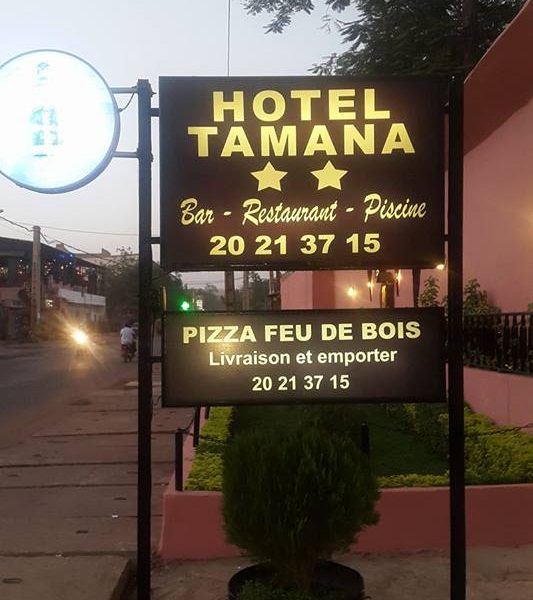 HOTEL
TAMANA
Bar - Restaurant - Piscine
20 21 37 15
PIZZA FEU DE BOIS
Livraison et emporter
20 21 37 15